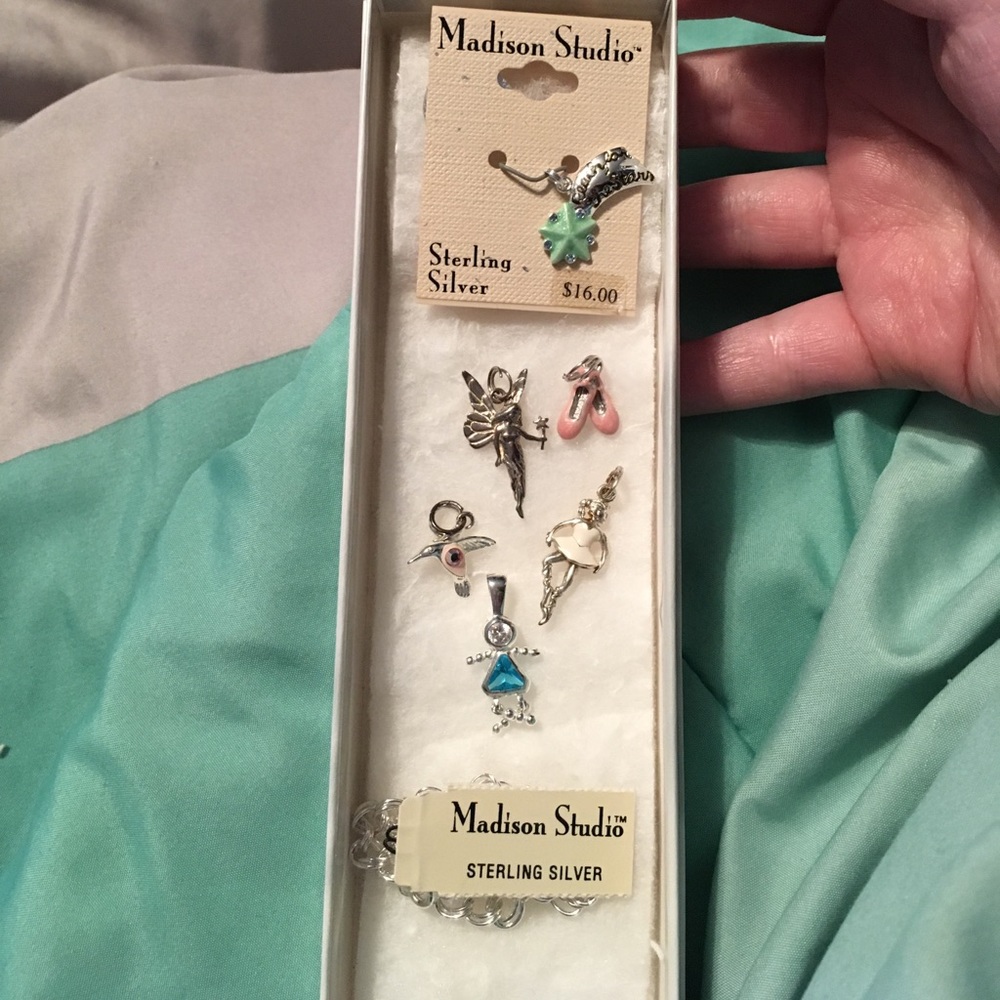 Madison Studio™
Sterling
Silver
$16.00
Madison Studio™
STERLING SILVER